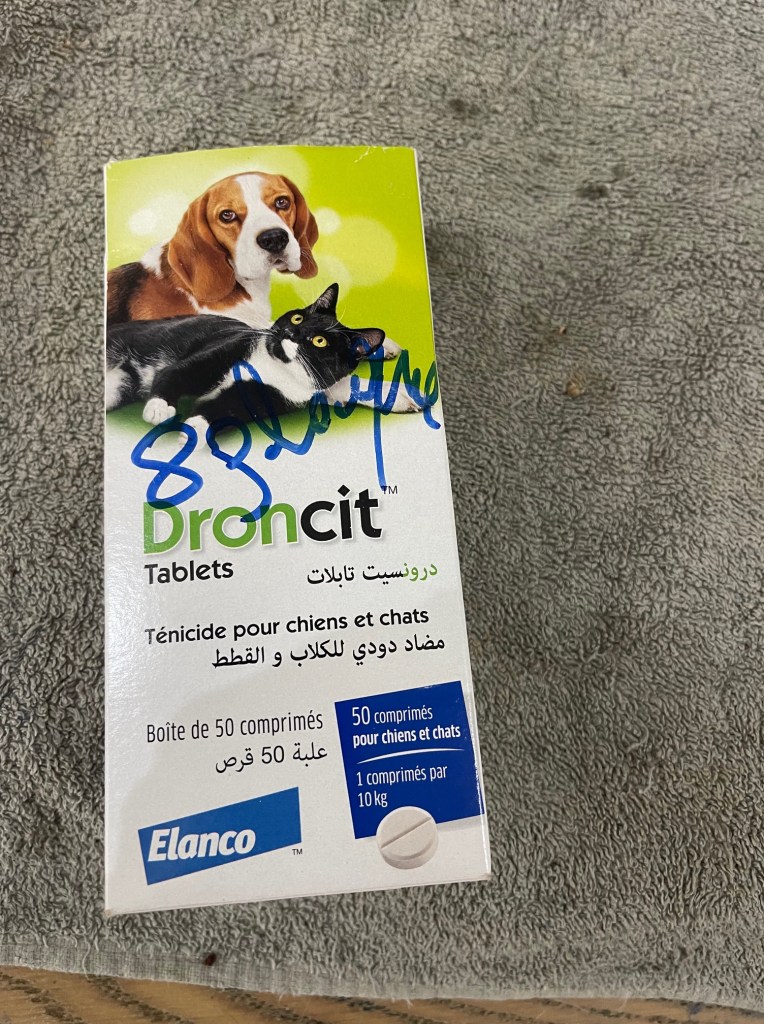 Droncit™
Tablets
درونسيت تابلات
Ténicide pour chiens et chats
مضاد دودي للكلاب و القطط
Boîte de 50 comprimés
علبة 50 قرص
50 comprimés
pour chiens et chats
1 comprimés par
10 kg
Elanco™